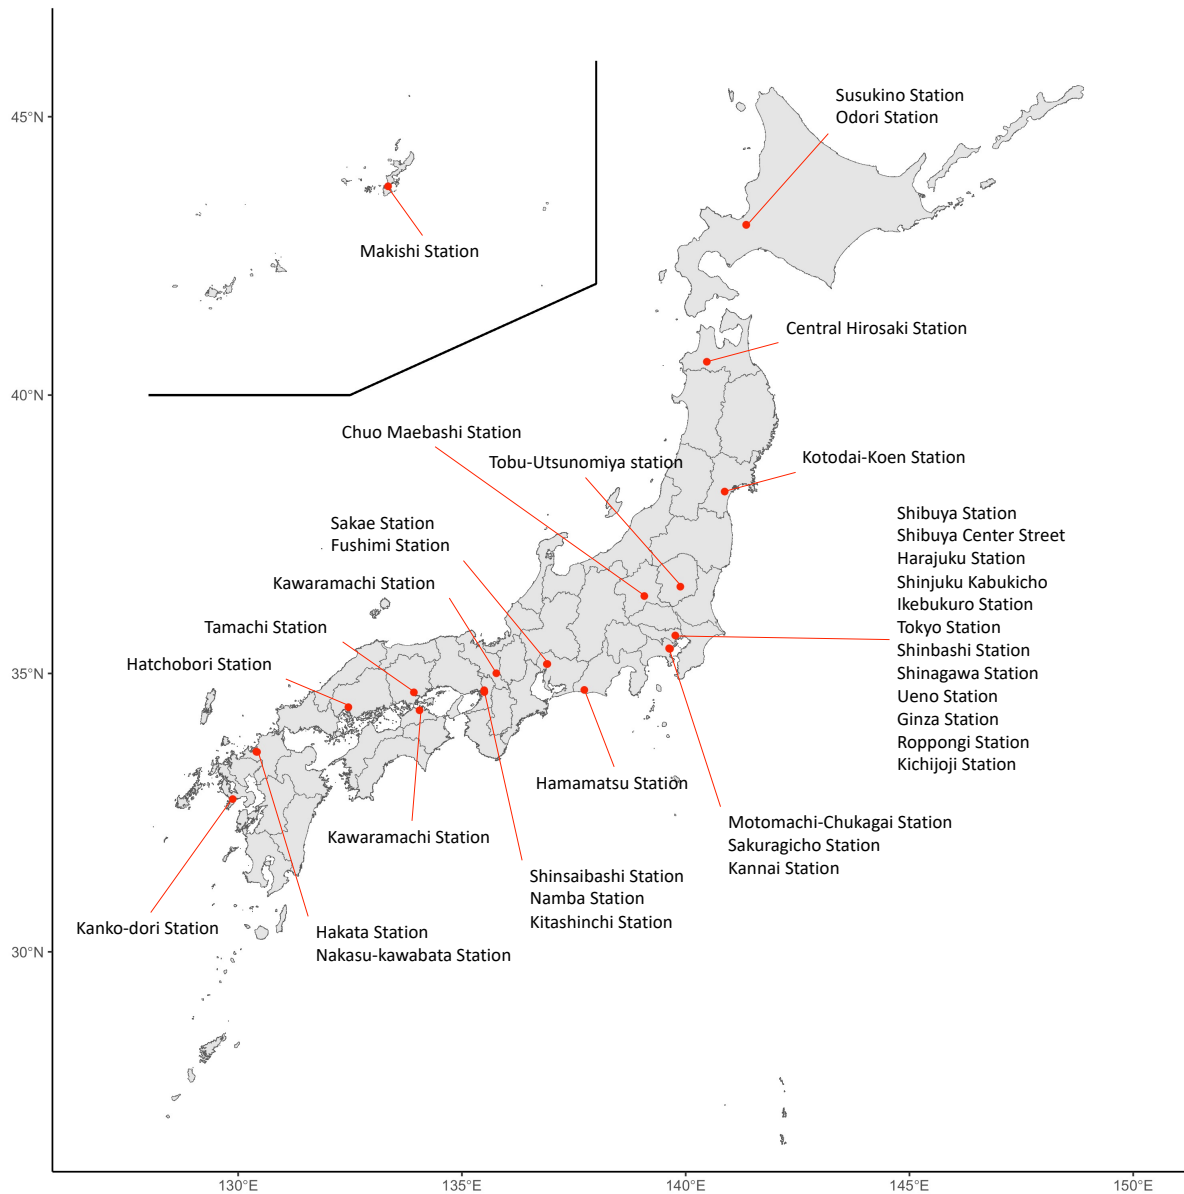 45°N
40°N
35°N
30°N
Susukino Station
Odori Station
Makishi Station
Central Hirosaki Station
Chuo Maebashi Station
Tobu-Utsunomiya station
Kotodai-Koen Station
Sakae Station
Fushimi Station
Kawaramachi Station
Tamachi Station
Hatchobori Station
Shibuya Station
Shibuya Center Street
Harajuku Station
Shinjuku Kabukicho
Ikebukuro Station
Tokyo Station
Shinbashi Station
Shinagawa Station
Ueno Station
Ginza Station
Roppongi Station
Kichijoji Station
Hamamatsu Station
Kawaramachi Station
Motomachi-Chukagai Station
Sakuragicho Station
Kannai Station
Shinsaibashi Station
Namba Station
Kitashinchi Station
Kanko-dori Station
Hakata Station
Nakasu-kawabata Station
130°E
135°E
140°E
145°E
150°E